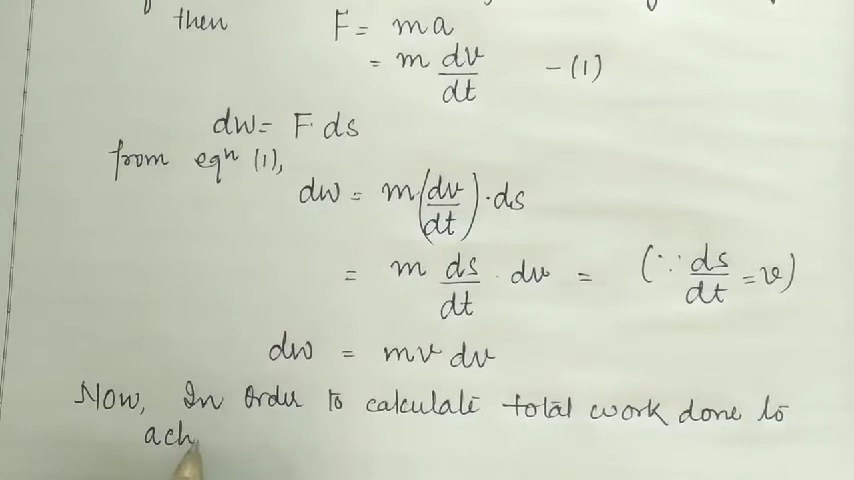 then F = ma
= m dv/dt - (1)
dw = F. ds
from eqn (1),
dw = m(dv/dt).ds
= m ds/dt . dv = (∵ ds/dt = v)
dw = mv dv
Now, In order to calculate total work done to
ach